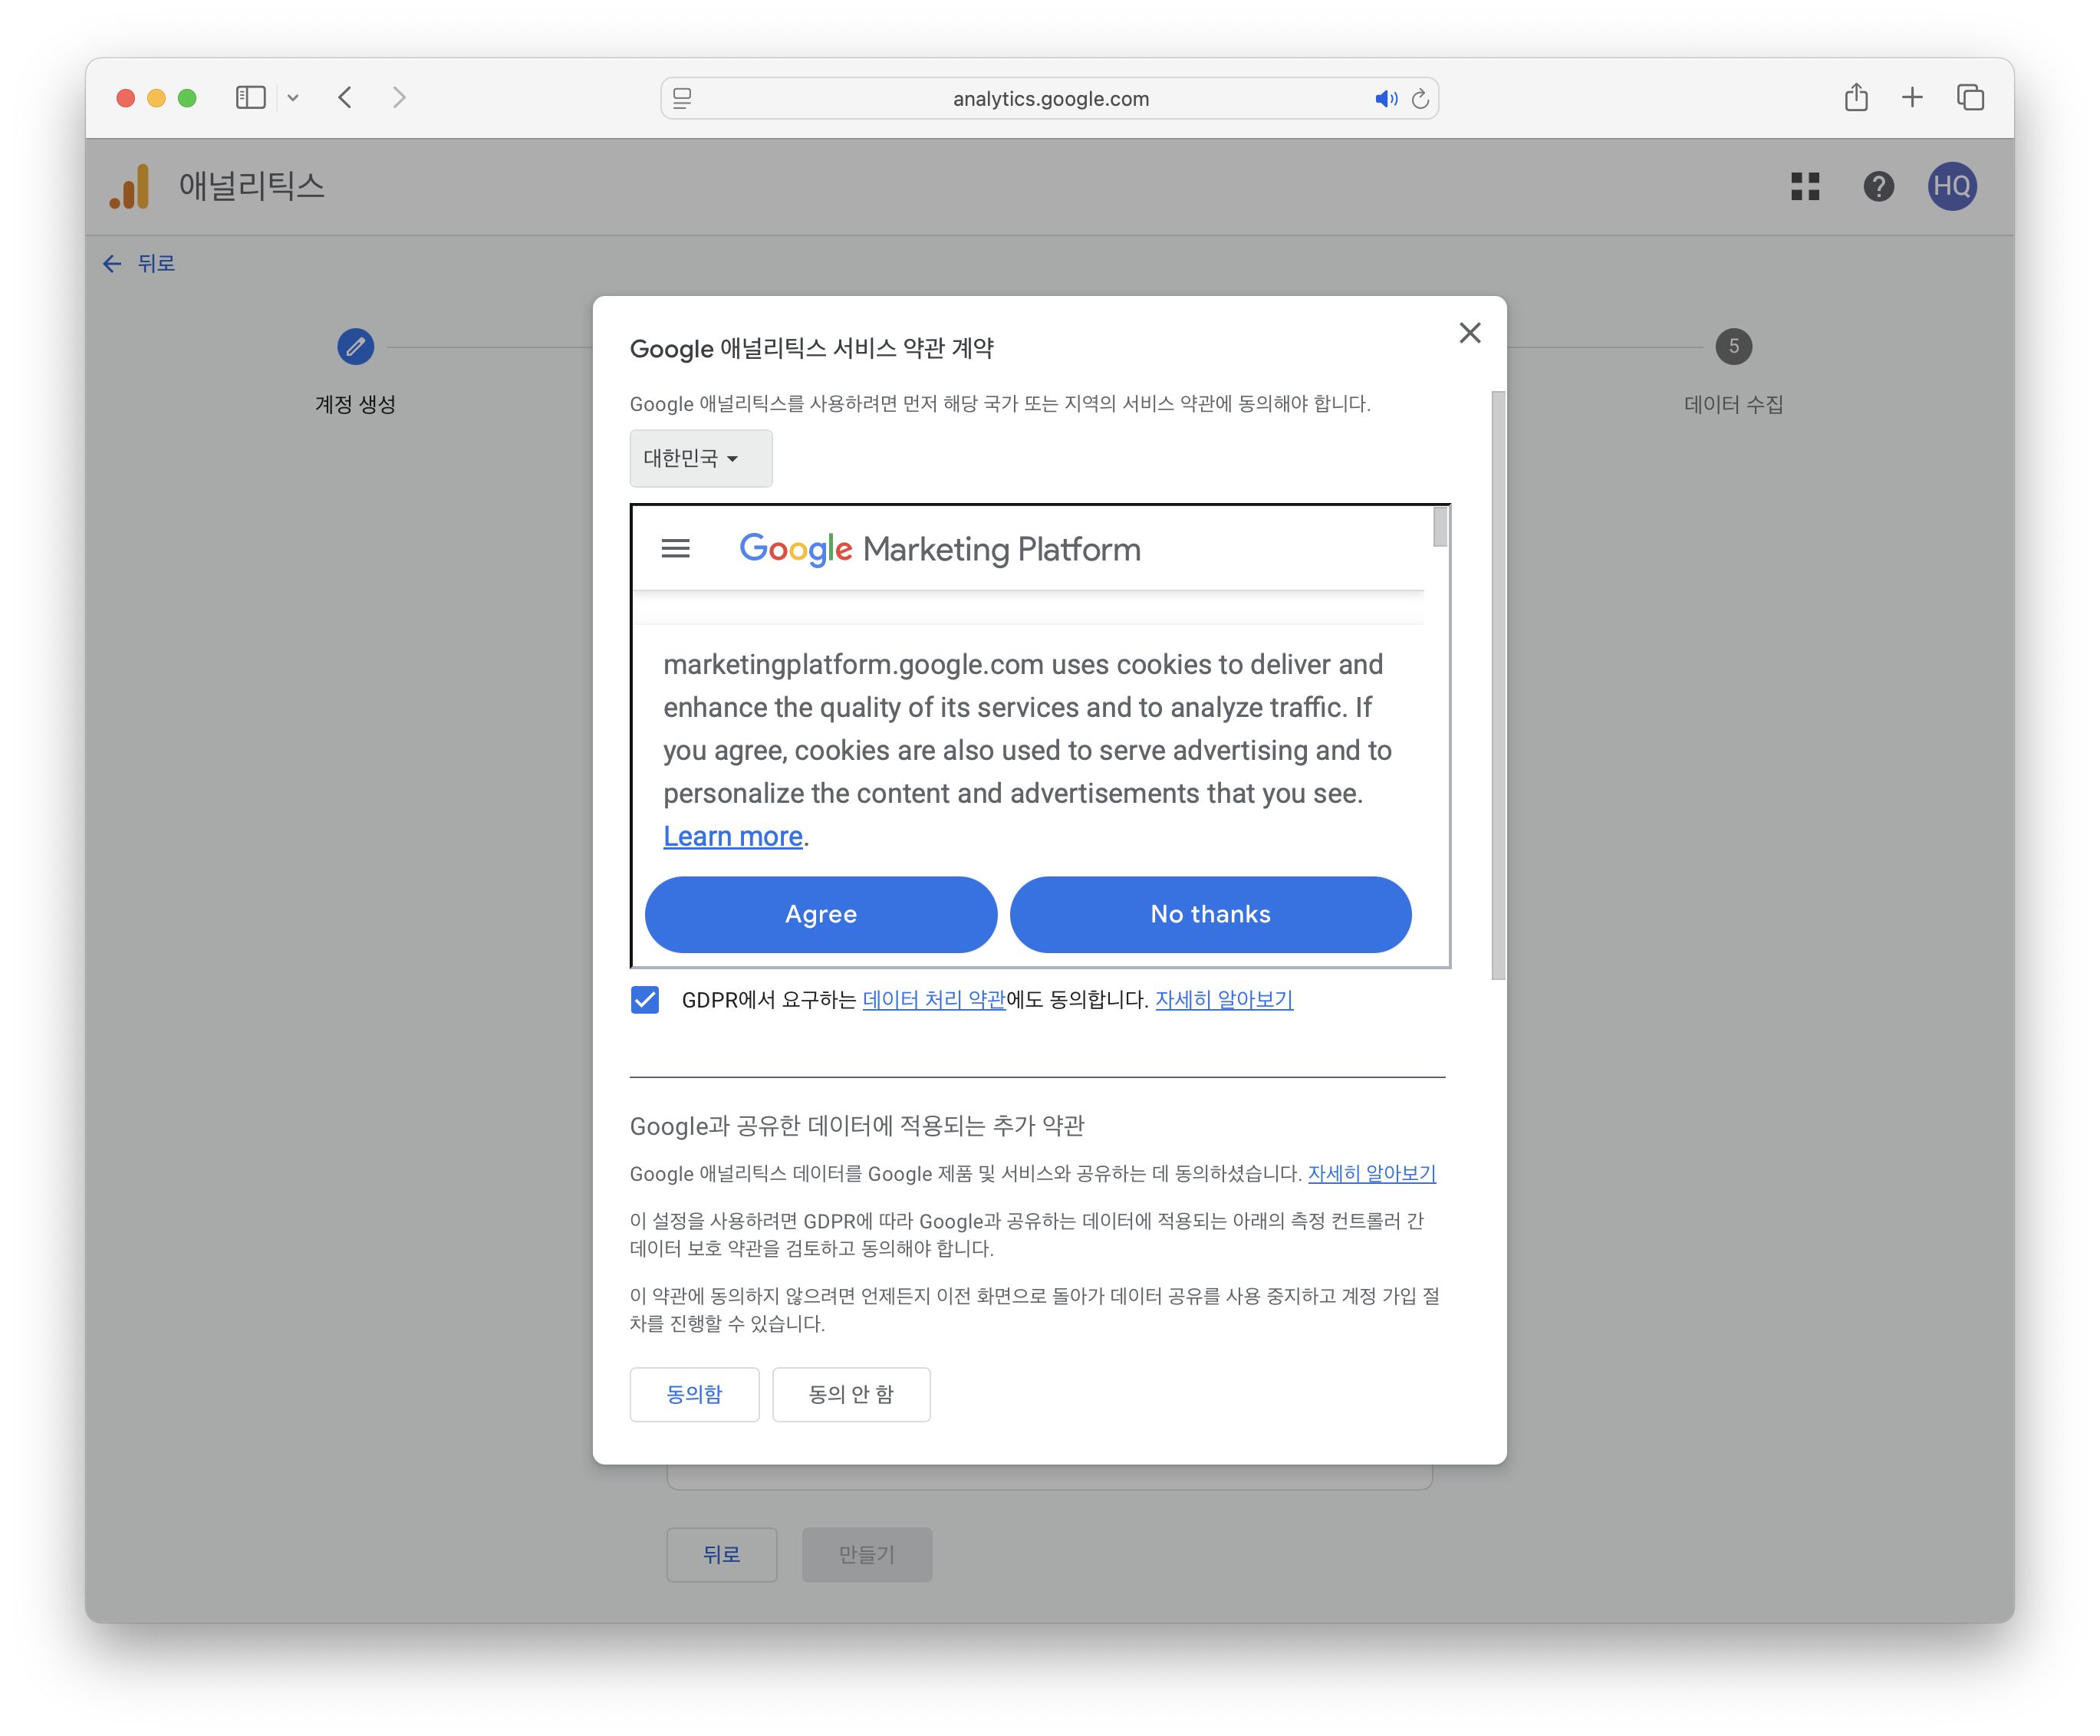 analytics.google.com
애널리틱스
HQ
뒤로
계정 생성
5
데이터 수집
Google 애널리틱스 서비스 약관 계약
Google 애널리틱스를 사용하려면 먼저 해당 국가 또는 지역의 서비스 약관에 동의해야 합니다.
대한민국
Google Marketing Platform
marketingplatform.google.com uses cookies to deliver and
enhance the quality of its services and to analyze traffic. If
you agree, cookies are also used to serve advertising and to
personalize the content and advertisements that you see.
Learn more.
Agree
No thanks
GDPR에서 요구하는 데이터 처리 약관에도 동의합니다. 자세히 알아보기
Google과 공유한 데이터에 적용되는 추가 약관
Google 애널리틱스 데이터를 Google 제품 및 서비스와 공유하는 데 동의하셨습니다. 자세히 알아보기
이 설정을 사용하려면 GDPR에 따라 Google과 공유하는 데이터에 적용되는 아래의 측정 컨트롤러 간
데이터 보호 약관을 검토하고 동의해야 합니다.
이 약관에 동의하지 않으려면 언제든지 이전 화면으로 돌아가 데이터 공유를 사용 중지하고 계정 가입 절
차를 진행할 수 있습니다.
동의함
동의 안 함
뒤로
만들기